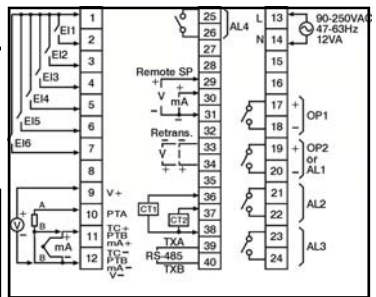 1
2
3
4
5
6
7
8
9
10
11
12
EI1
EI2
EI3
EI4
EI5
EI6
V
+
−
A
B
mA
B
V+
PTA
TC+
PTB
mA+
TC−
PTB
mA−
V−
25
26
27
28
29
30
31
32
33
34
35
36
37
38
39
40
AL4
Remote SP
+ +
V mA
− −
Retrans.
+ +
V
− −
CT1
CT2
TXA
RS-485
TXB
13
14
15
16
17
18
19
20
21
22
23
24
L
N
90-250VAC
47-63Hz
12VA
+
OP1
−
+ OP2
or
− AL1
AL2
AL3